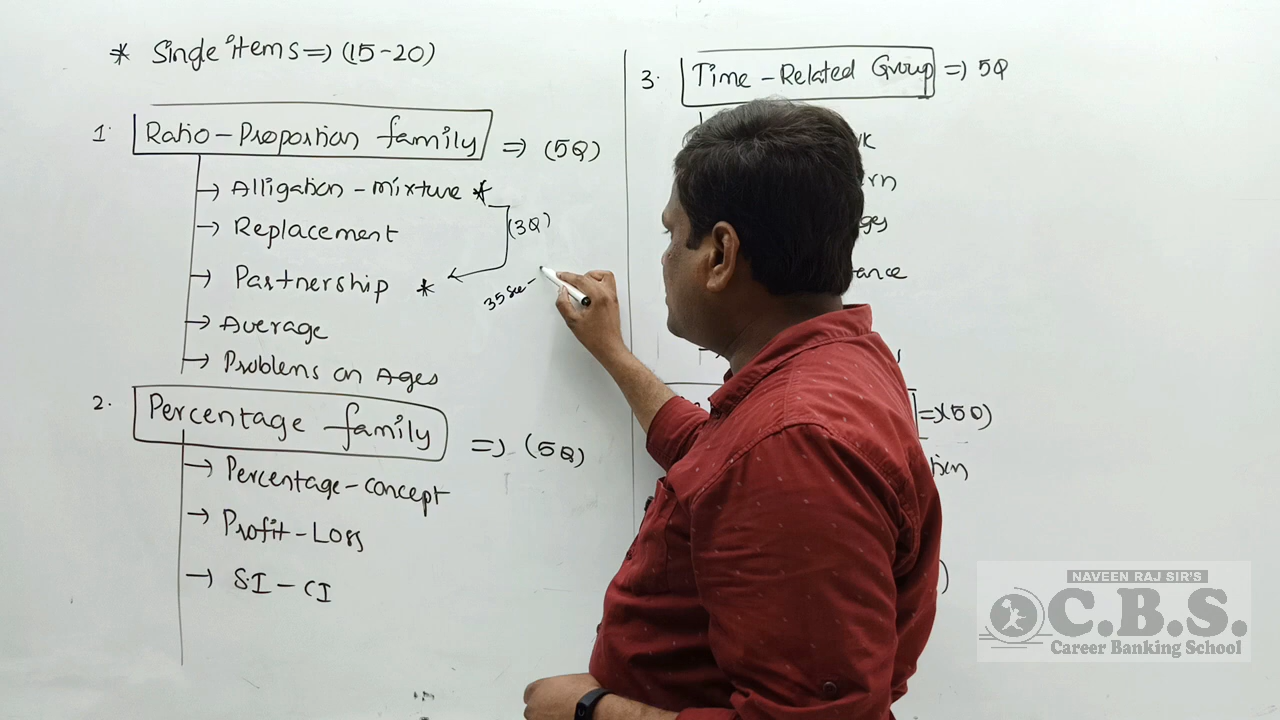 * Single items => (15-20)
1. Ratio - Proportion family => (5Q)
→ Alligation - mixture *
→ Replacement
(3Q)
→ Partnership *
35 sec -
→ Average
→ Problems on Ages
2. Percentage family => (5Q)
→ Percentage - concept
→ Profit - Loss
→ SI - CI
3. Time - Related Group => 5Q
=> (5Q)
NAVEEN RAJ SIR'S
C.B.S.
Career Banking School